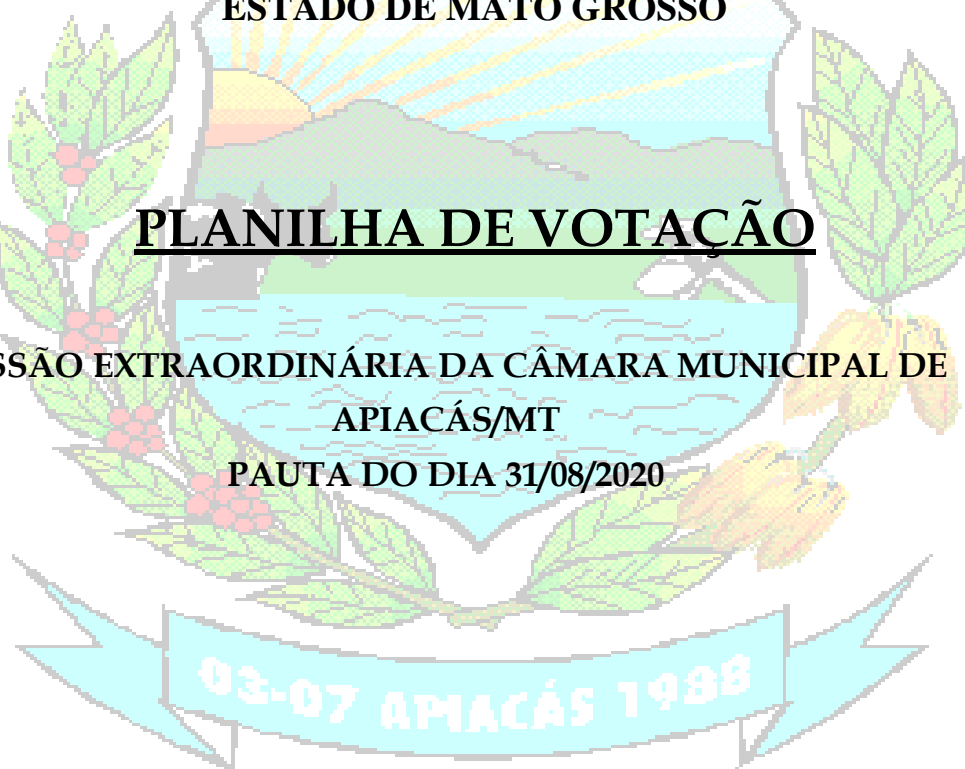 ESTADO DE MATO GROSSO
PLANILHA DE VOTAÇÃO
SSÃO EXTRAORDINÁRIA DA CÂMARA MUNICIPAL DE
APIACÁS/MT
PAUTA DO DIA 31/08/2020
03-07 APIACÁS 1988